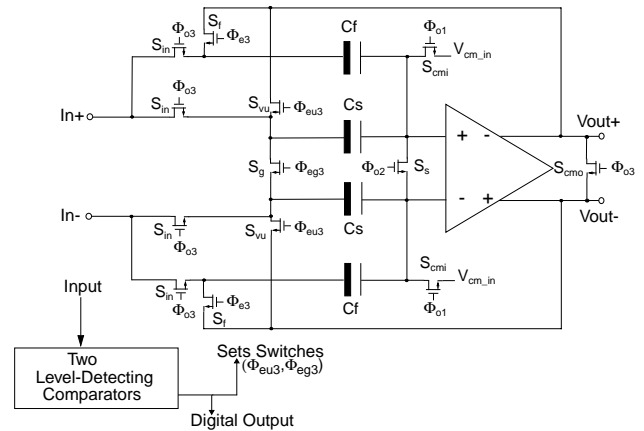 Φo3
Sf
Sin
Φe3
Cf
Φo1
Vcm_in
Scmi
Φo3
Sin
In+
Svu
Φeu3
Cs
Vout+
Sg
Φeg3
Φo2
Ss
+ -
- +
Scmo
Φo3
Vout-
In-
Sin
Φo3
Svu
Φeu3
Cs
Scmi
Vcm_in
Φo1
Sin
Φo3
Φe3
Sf
Cf
Input
Two
Level-Detecting
Comparators
Sets Switches
(Φeu3,Φeg3)
Digital Output